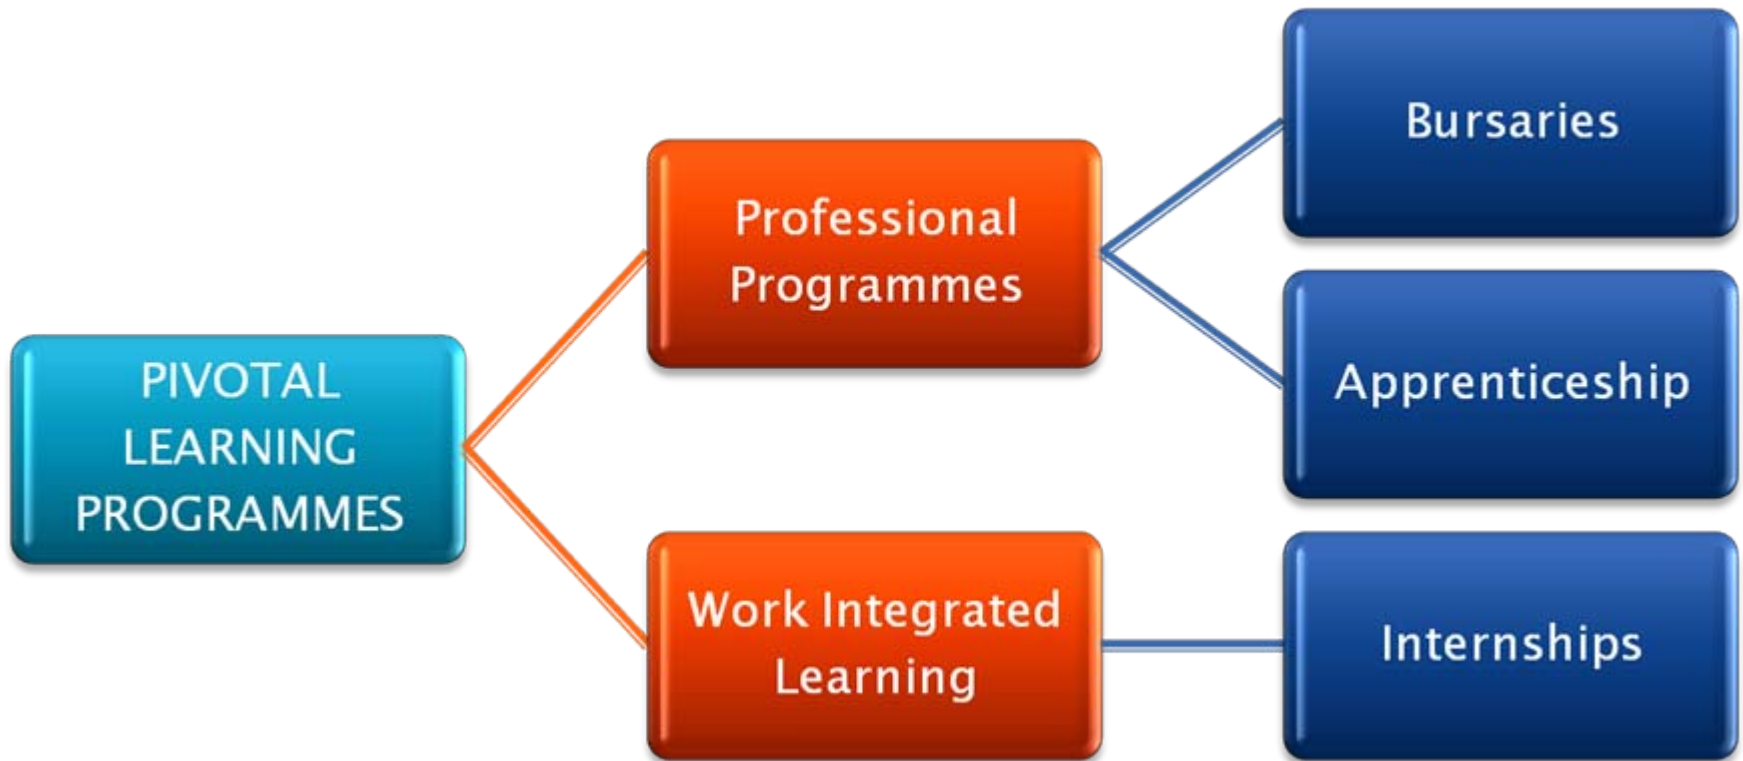 PIVOTAL
LEARNING
PROGRAMMES
Professional
Programmes
Work Integrated
Learning
Bursaries
Apprenticeship
Internships